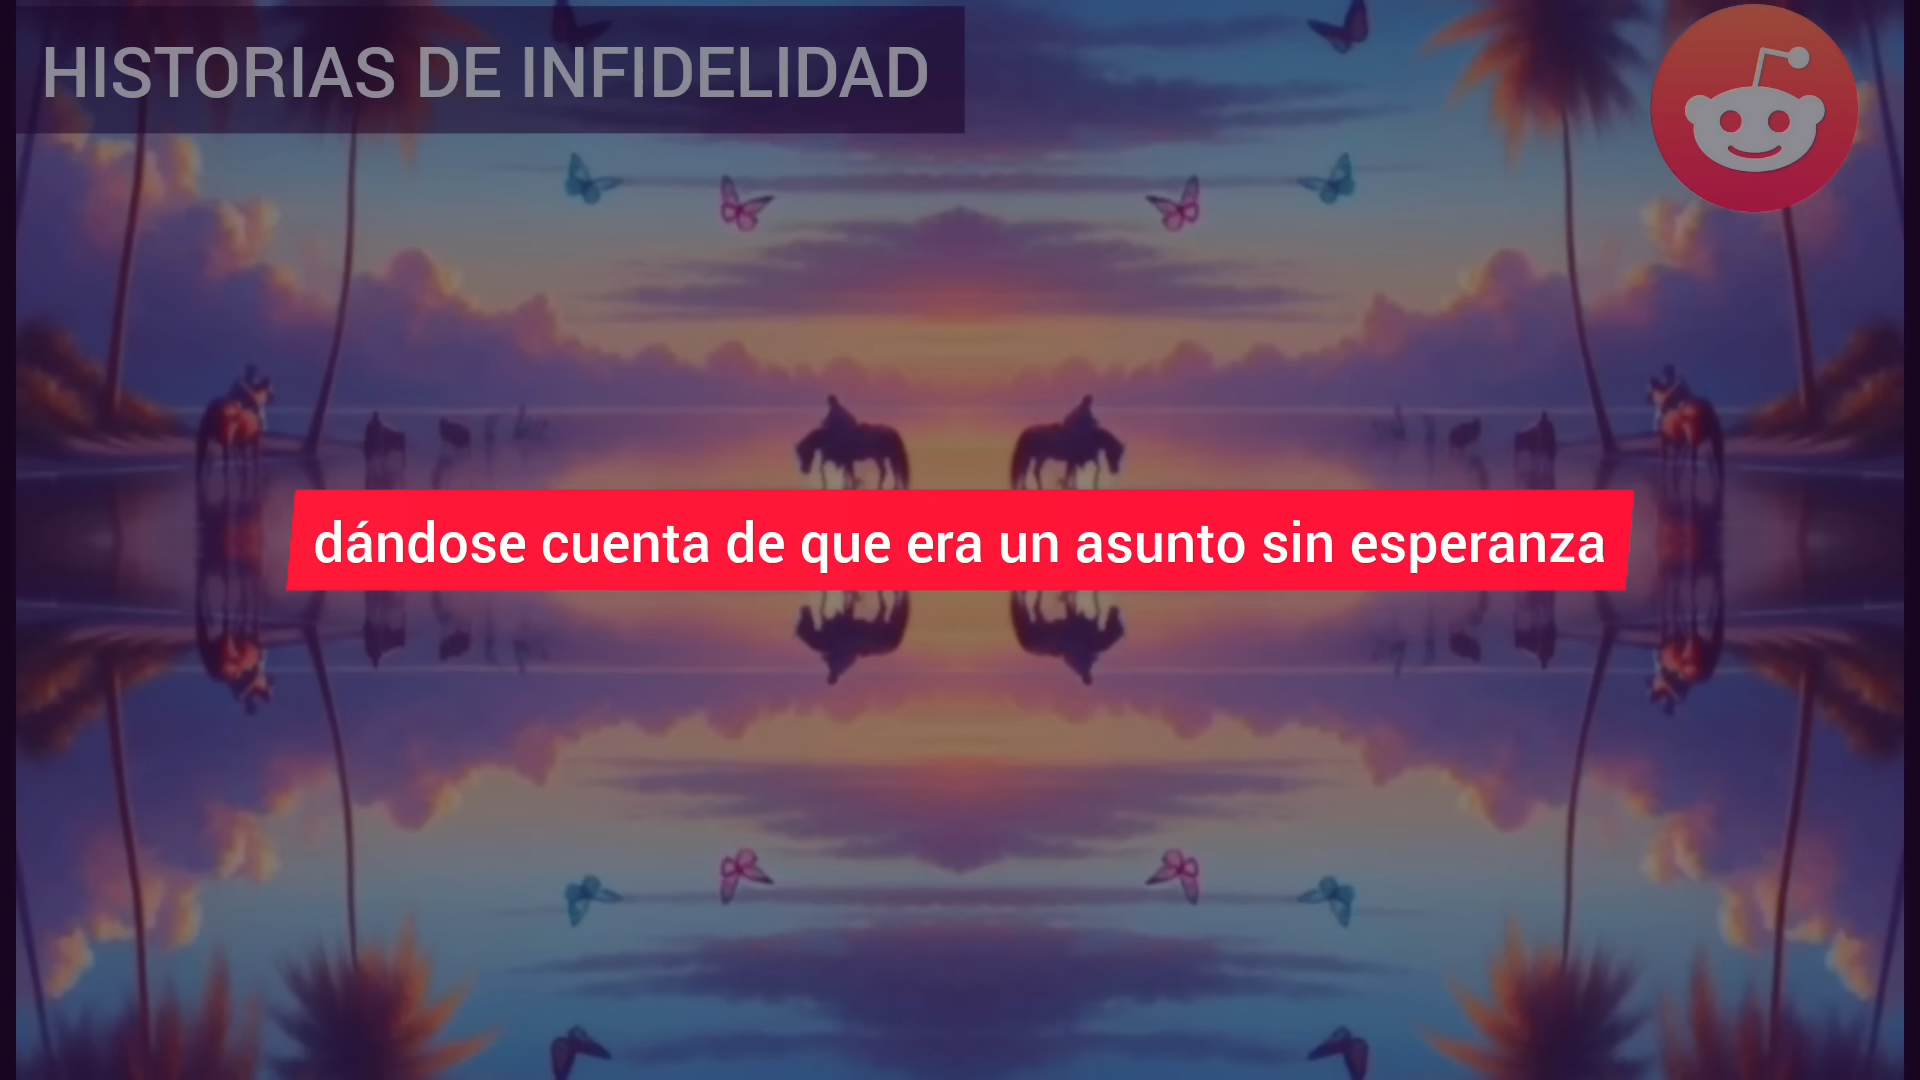 HISTORIAS DE INFIDELIDAD
dándose cuenta de que era un asunto sin esperanza